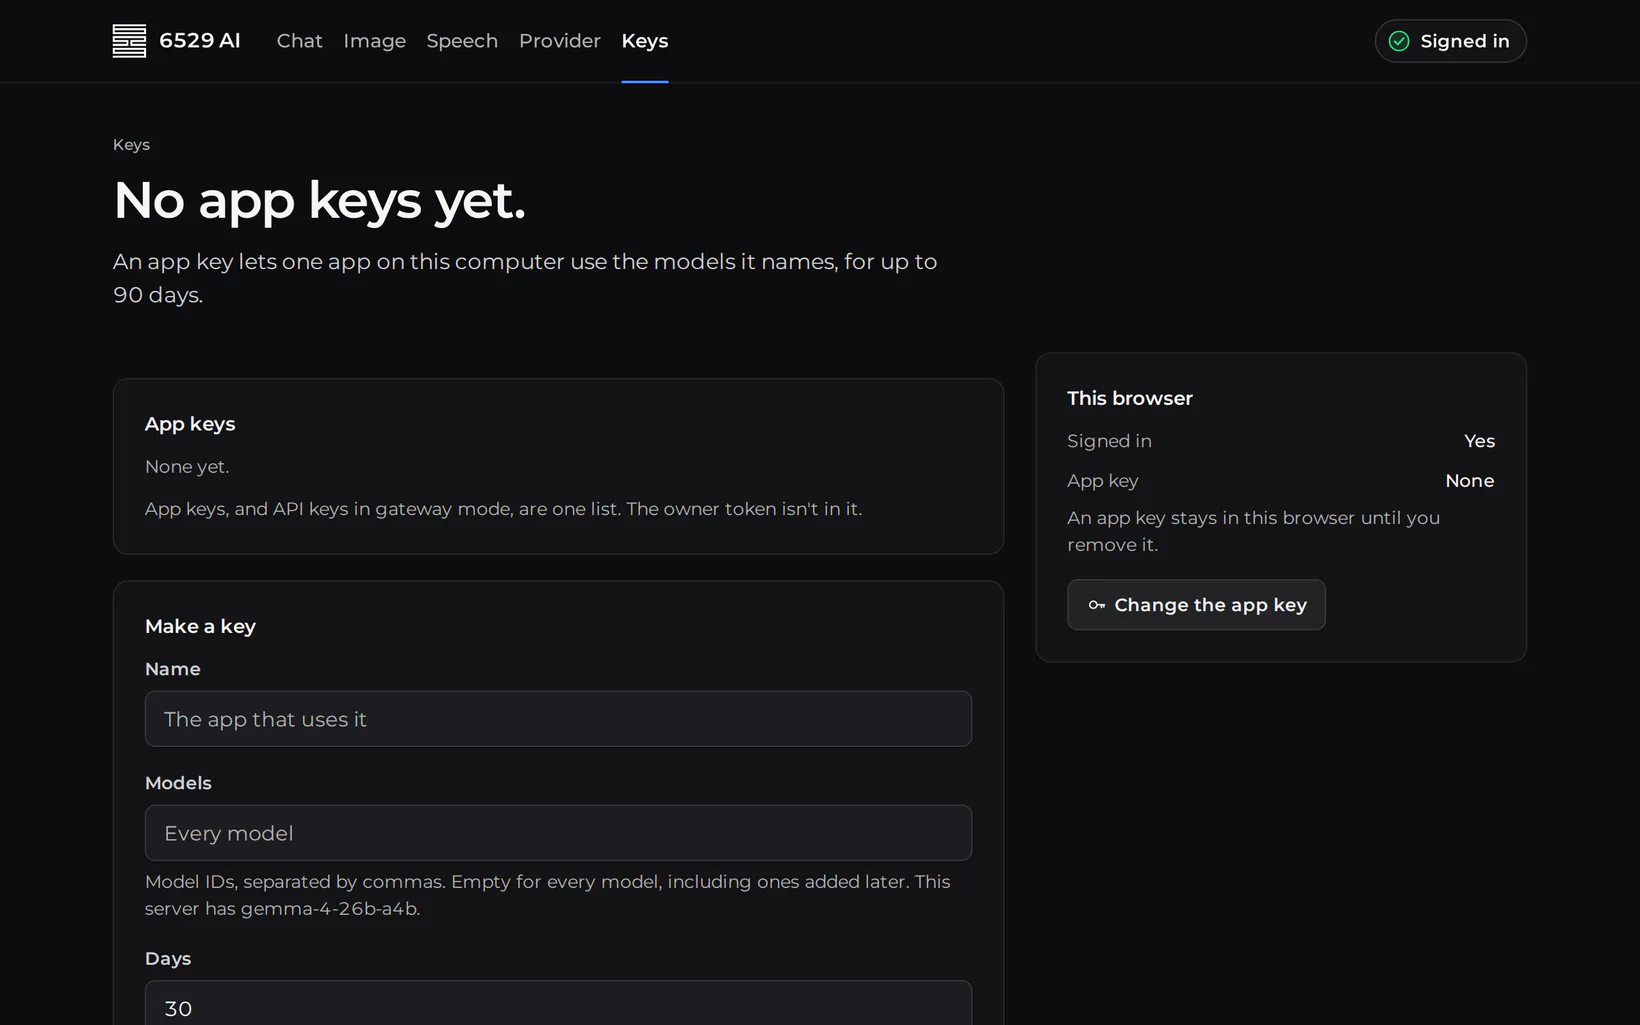 6529 AI
Chat
Image
Speech
Provider
Keys
Signed in
Keys
No app keys yet.
An app key lets one app on this computer use the models it names, for up to
90 days.
App keys
None yet.
App keys, and API keys in gateway mode, are one list. The owner token isn't in it.
Make a key
Name
The app that uses it
Models
Every model
Model IDs, separated by commas. Empty for every model, including ones added later. This
server has gemma-4-26b-a4b.
Days
30
This browser
Signed in
Yes
App key
None
An app key stays in this browser until you
remove it.
Change the app key